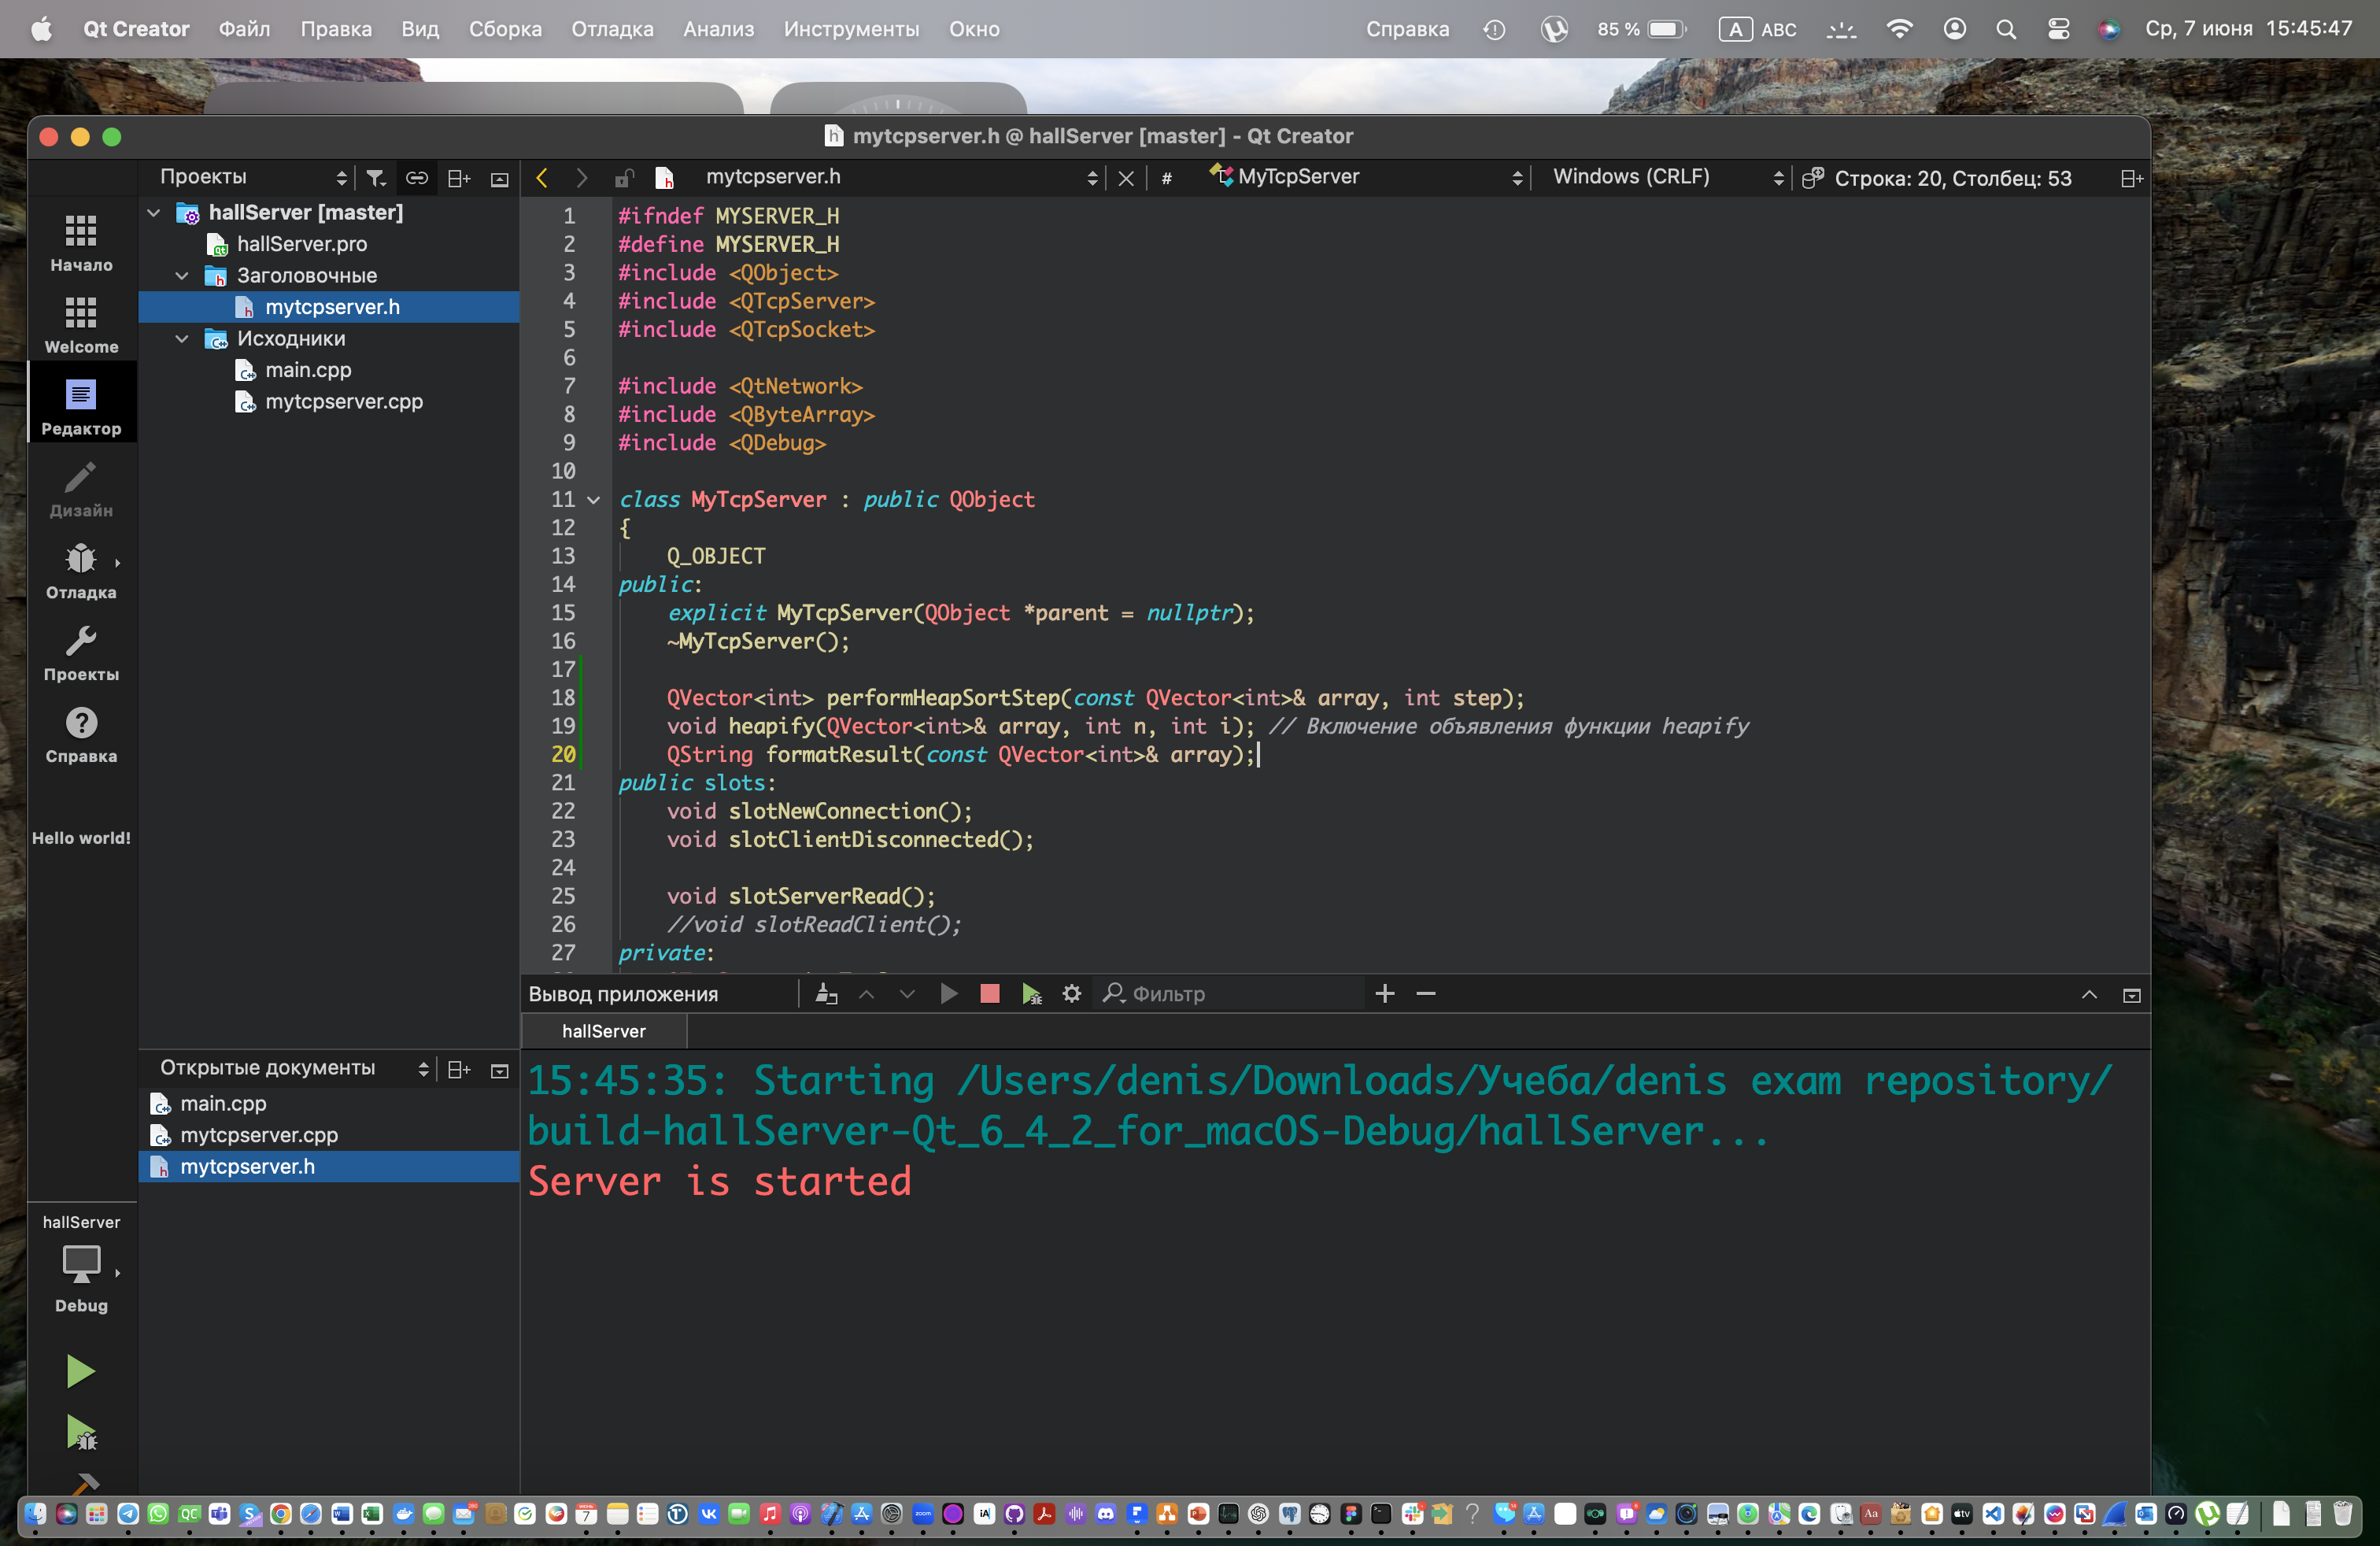 Qt Creator Файл Правка Вид Сборка Отладка Анализ Инструменты Окно Справка 85 % A ABC Ср, 7 июня 15:45:47
mytcpserver.h @ hallServer [master] - Qt Creator
Проекты
mytcpserver.h # MyTcpServer Windows (CRLF) Строка: 20, Столбец: 53
Начало
Welcome
Редактор
Дизайн
Отладка
Проекты
Справка
Hello world!
hallServer
Debug
hallServer [master]
hallServer.pro
Заголовочные
mytcpserver.h
Исходники
main.cpp
mytcpserver.cpp
Открытые документы
main.cpp
mytcpserver.cpp
mytcpserver.h
1 #ifndef MYSERVER_H
2 #define MYSERVER_H
3 #include <QObject>
4 #include <QTcpServer>
5 #include <QTcpSocket>
6
7 #include <QtNetwork>
8 #include <QByteArray>
9 #include <QDebug>
10
11 class MyTcpServer : public QObject
12 {
13 Q_OBJECT
14 public:
15 explicit MyTcpServer(QObject *parent = nullptr);
16 ~MyTcpServer();
17
18 QVector<int> performHeapSortStep(const QVector<int>& array, int step);
19 void heapify(QVector<int>& array, int n, int i); // Включение объявления функции heapify
20 QString formatResult(const QVector<int>& array);
21 public slots:
22 void slotNewConnection();
23 void slotClientDisconnected();
24
25 void slotServerRead();
26 //void slotReadClient();
27 private:
Вывод приложения Фильтр
hallServer
15:45:35: Starting /Users/denis/Downloads/Учеба/denis exam repository/
build-hallServer-Qt_6_4_2_for_macOS-Debug/hallServer...
Server is started